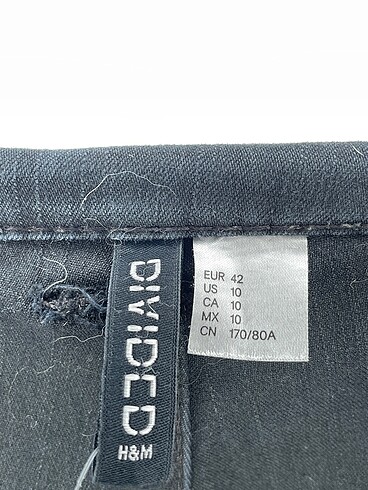 DIVIDED
H&M
EUR 42
US 10
CA 10
MX 10
CN 170/80A